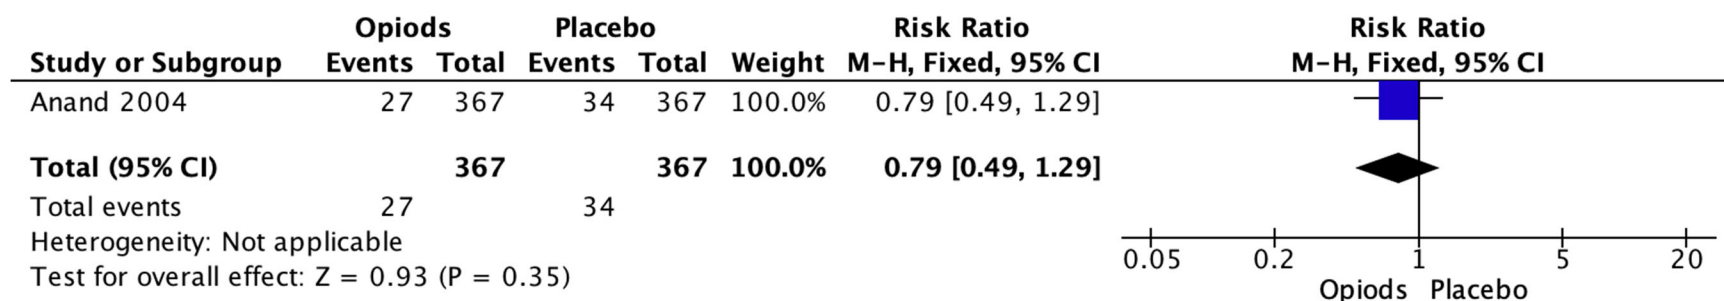 Opiods Placebo Risk Ratio Risk Ratio
Study or Subgroup Events Total Events Total Weight M-H, Fixed, 95% CI M-H, Fixed, 95% CI
Anand 2004 27 367 34 367 100.0% 0.79 [0.49, 1.29]
Total (95% CI) 367 367 100.0% 0.79 [0.49, 1.29]
Total events 27 34
Heterogeneity: Not applicable
Test for overall effect: Z = 0.93 (P = 0.35)
0.05 0.2 1 5 20
Opiods Placebo